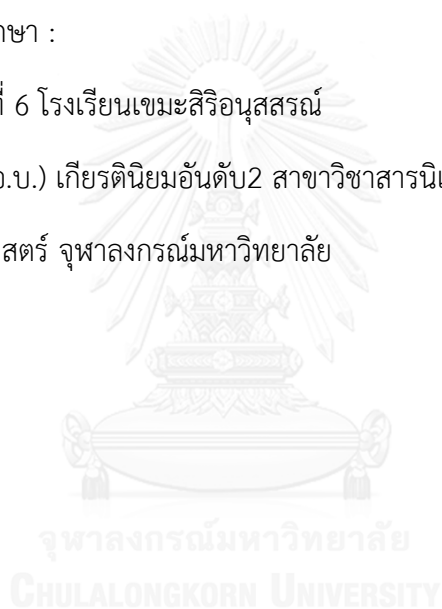 าษา :
ที่ 6 โรงเรียนเขมะสิริอนุสสรณ์
อ.บ.) เกียรตินิยมอันดับ2 สาขาวิชาสารนิเ
สตร์ จุฬาลงกรณ์มหาวิทยาลัย
จุฬาลงกรณ์มหาวิทยาลัย
CHULALONGKORN UNIVERSITY